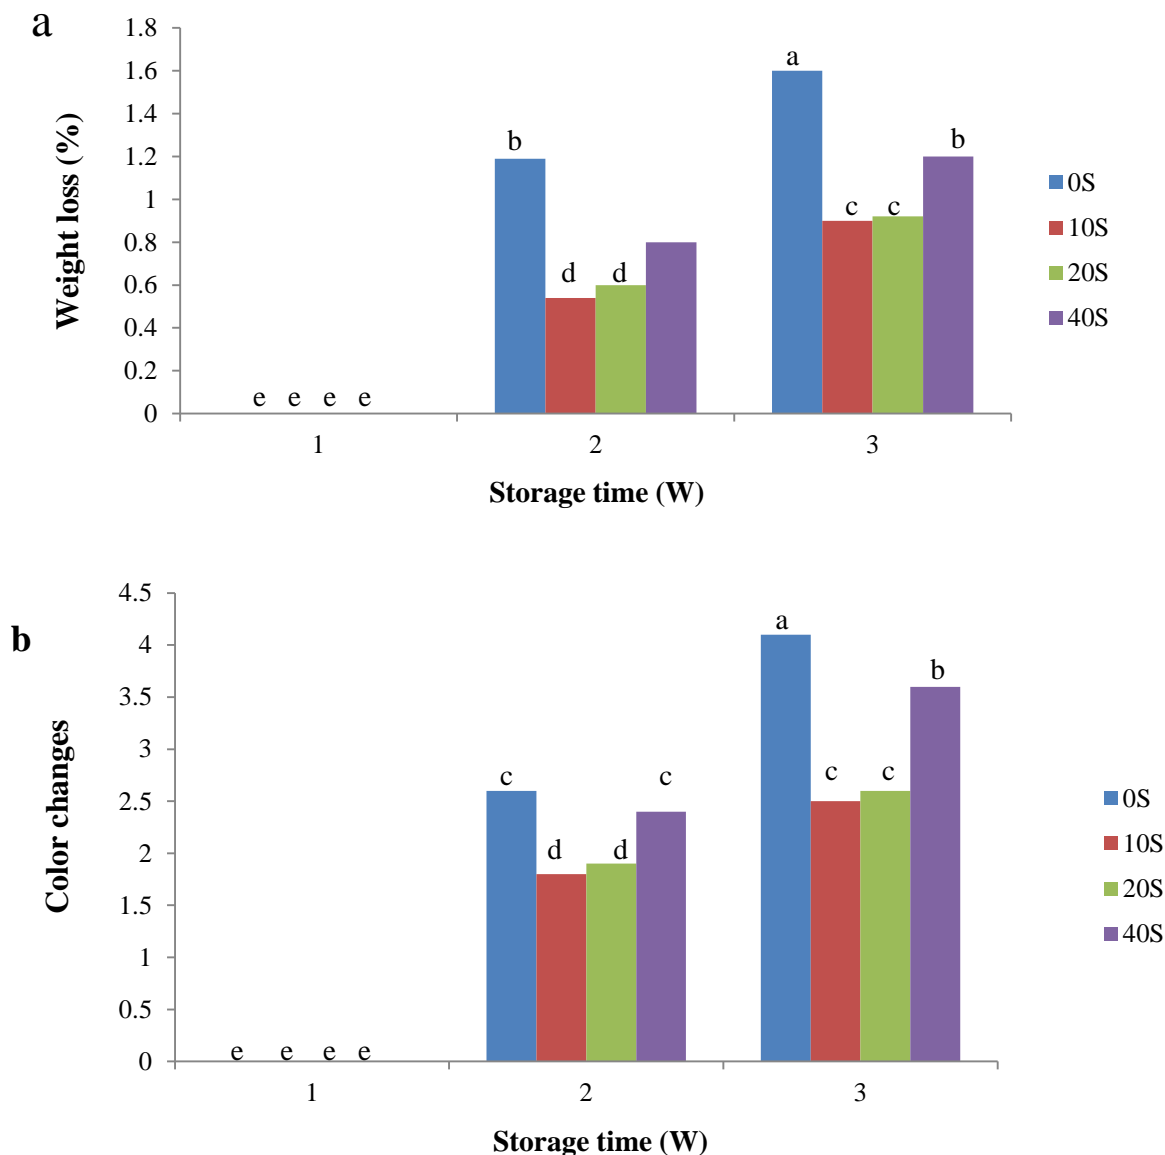 a
1.8
1.6
1.4
1.2
1
0.8
0.6
0.4
0.2
0
Weight loss (%)
e e e e
b d d
a c c b
1 2 3
Storage time (W)
0S
10S
20S
40S
b
4.5
4
3.5
3
2.5
2
1.5
1
0.5
0
Color changes
e e e e
c d d c
a c c b
1 2 3
Storage time (W)
0S
10S
20S
40S